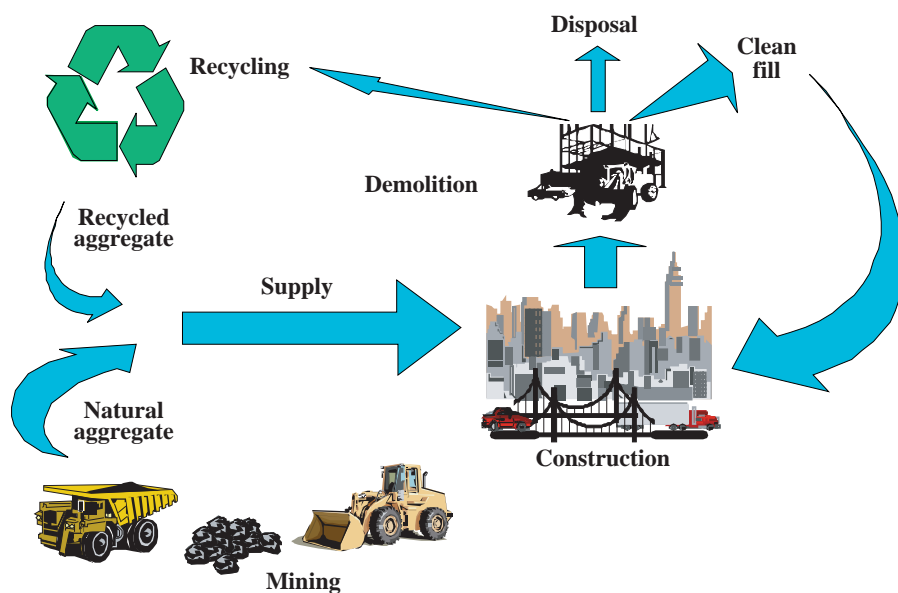 Disposal
Clean
fill
Recycling
Demolition
Recycled
aggregate
Supply
Natural
aggregate
Construction
Mining